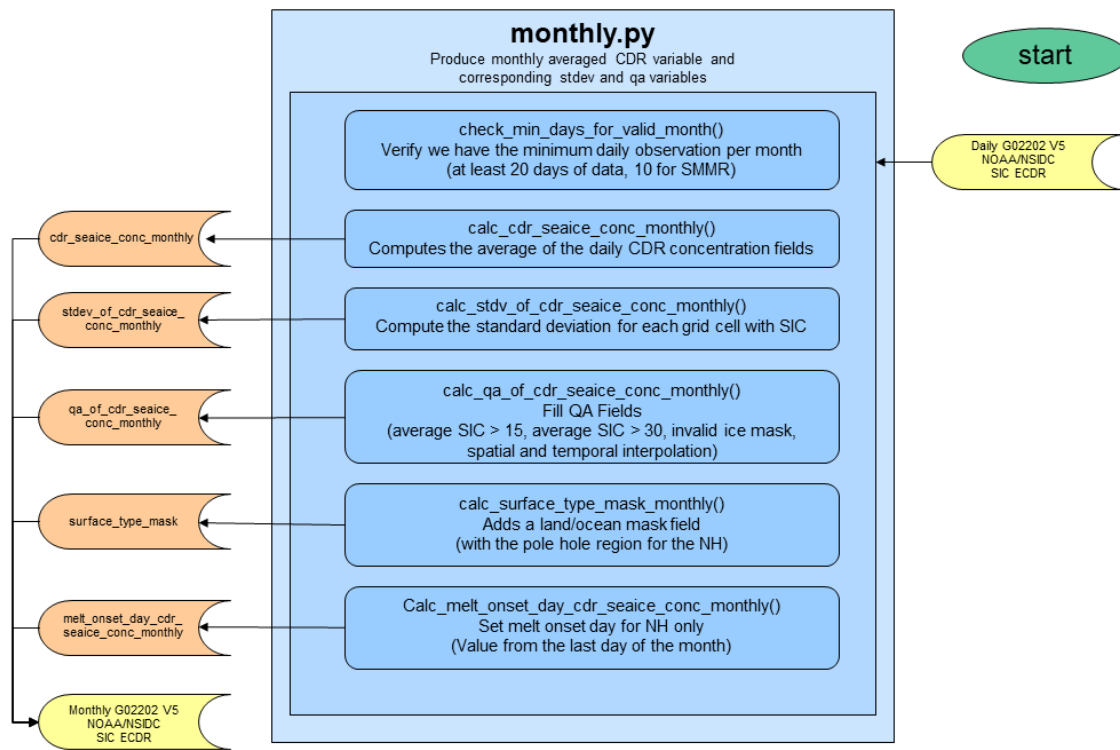 monthly.py
Produce monthly averaged CDR variable and
corresponding stdev and qa variables
start
check_min_days_for_valid_month()
Verify we have the minimum daily observation per month
(at least 20 days of data, 10 for SMMR)
Daily G02202 V5
NOAA/NSIDC
SIC ECDR
cdr_seaice_conc_monthly
calc_cdr_seaice_conc_monthly()
Computes the average of the daily CDR concentration fields
stdev_of_cdr_seaice_
conc_monthly
calc_stdv_of_cdr_seaice_conc_monthly()
Compute the standard deviation for each grid cell with SIC
qa_of_cdr_seaice_
conc_monthly
calc_qa_of_cdr_seaice_conc_monthly()
Fill QA Fields
(average SIC > 15, average SIC > 30, invalid ice mask,
spatial and temporal interpolation)
surface_type_mask
calc_surface_type_mask_monthly()
Adds a land/ocean mask field
(with the pole hole region for the NH)
melt_onset_day_cdr_
seaice_conc_monthly
Calc_melt_onset_day_cdr_seaice_conc_monthly()
Set melt onset day for NH only
(Value from the last day of the month)
Monthly G02202 V5
NOAA/NSIDC
SIC ECDR